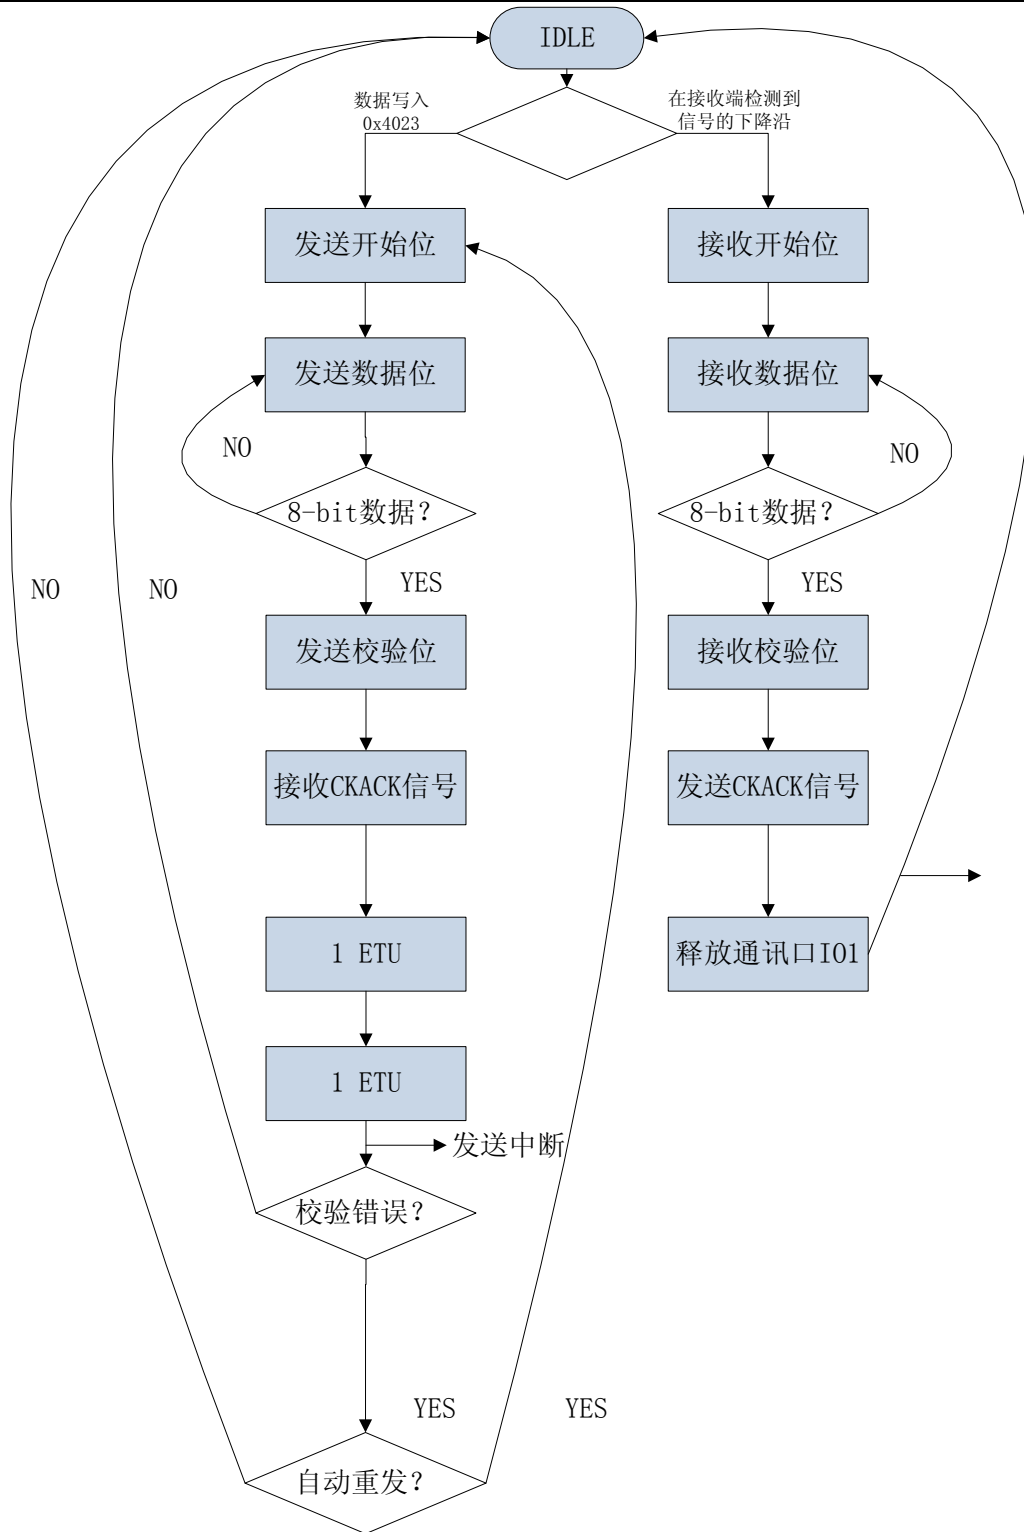 IDLE
数据写入
0x4023
在接收端检测到
信号的下降沿
发送开始位
接收开始位
发送数据位
接收数据位
NO
NO
8-bit数据?
8-bit数据?
YES
YES
NO
NO
发送校验位
接收校验位
接收CKACK信号
发送CKACK信号
1 ETU
释放通讯口IO1
1 ETU
发送中断
校验错误?
YES
YES
自动重发?